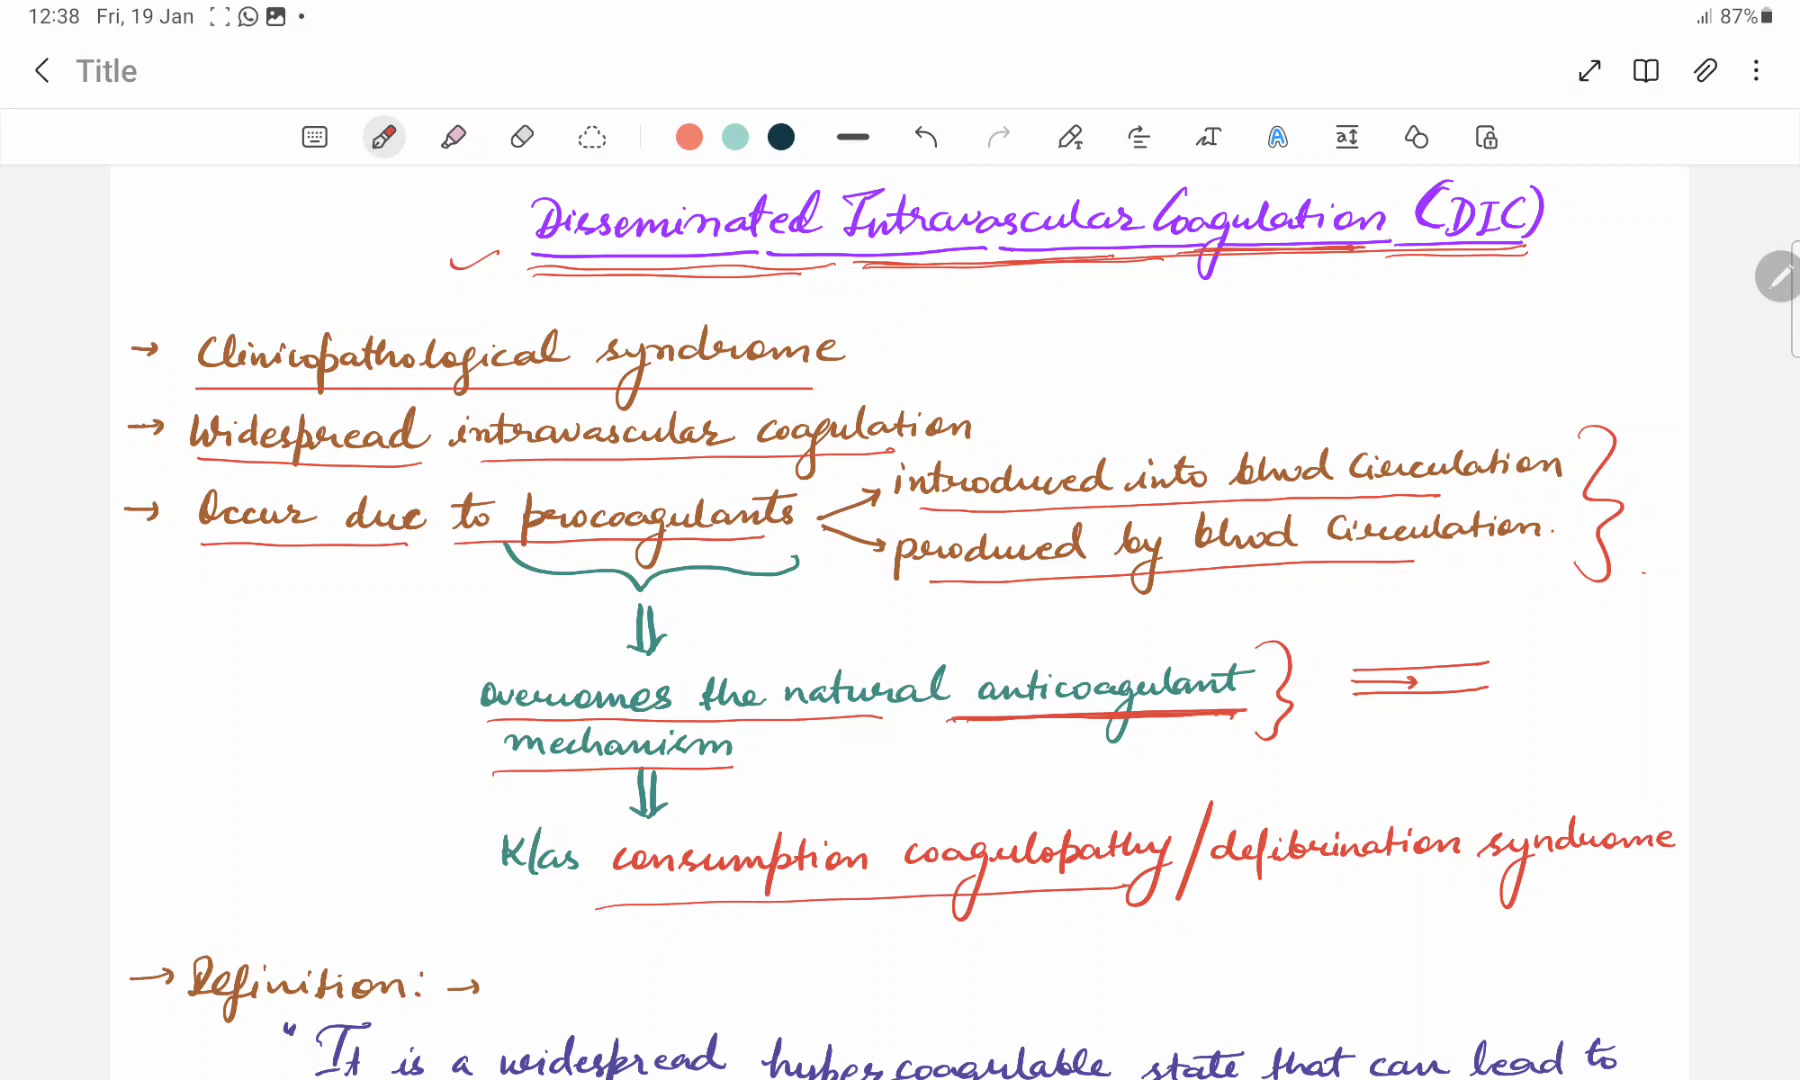 12:38 Fri, 19 Jan 87%
Title
Disseminated Intravascular Coagulation (DIC)
→ Clinicopathological syndrome
→ Widespread intravascular coagulation
→ Occur due to procoagulants
introduced into blood circulation
produced by blood circulation.
overcomes the natural anticoagulant
mechanism
K/as consumption coagulopathy/defibrination syndrome
→ Definition: →
"It is a widespread hypercoagulable state that can lead to